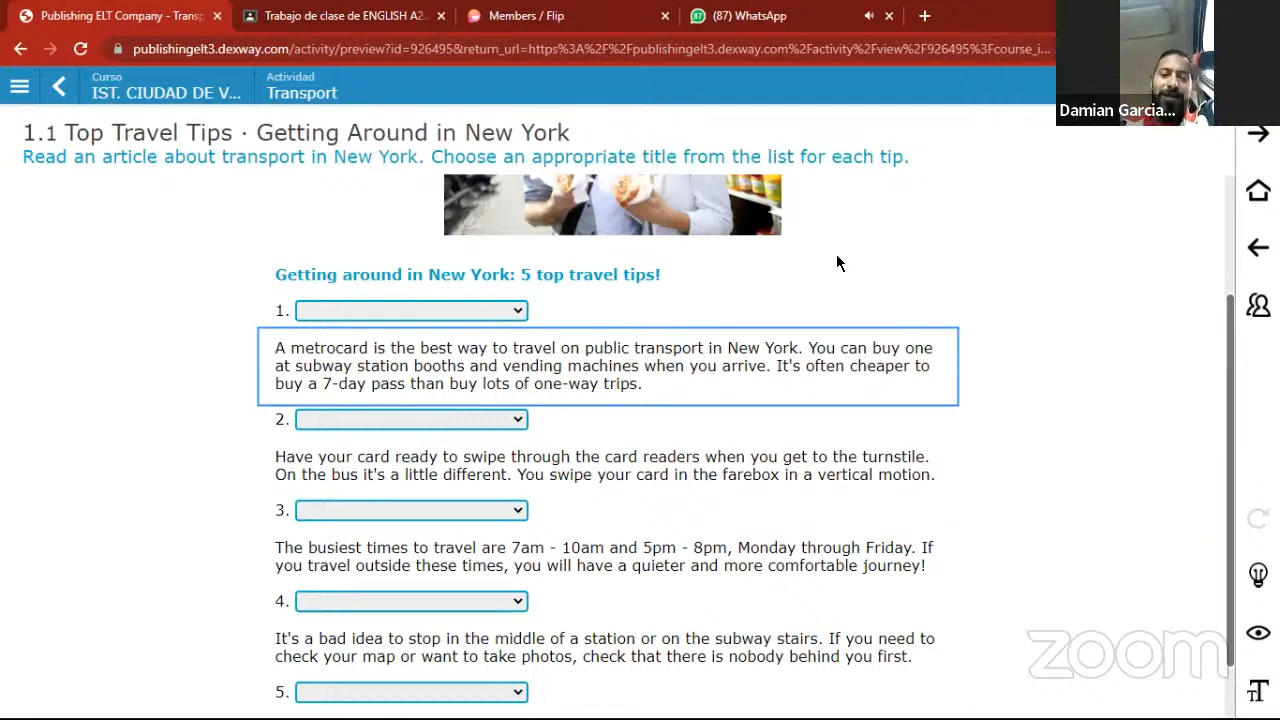 Publishing ELT Company - Transp
Trabajo de clase de ENGLISH A2...
Members / Flip
(87) WhatsApp
publishingelt3.dexway.com/activity/preview?id=926495&return_url=https%3A%2F%2Fpublishingelt3.dexway.com%2Factivity%2Fview%2F926495%3Fcourse_i...
Curso
IST. CIUDAD DE V...
Actividad
Transport
Damian Garcia...
1.1 Top Travel Tips · Getting Around in New York
Read an article about transport in New York. Choose an appropriate title from the list for each tip.
Getting around in New York: 5 top travel tips!
1.
A metrocard is the best way to travel on public transport in New York. You can buy one
at subway station booths and vending machines when you arrive. It's often cheaper to
buy a 7-day pass than buy lots of one-way trips.
2.
Have your card ready to swipe through the card readers when you get to the turnstile.
On the bus it's a little different. You swipe your card in the farebox in a vertical motion.
3.
The busiest times to travel are 7am - 10am and 5pm - 8pm, Monday through Friday. If
you travel outside these times, you will have a quieter and more comfortable journey!
4.
It's a bad idea to stop in the middle of a station or on the subway stairs. If you need to
check your map or want to take photos, check that there is nobody behind you first.
5.
zoom
TT